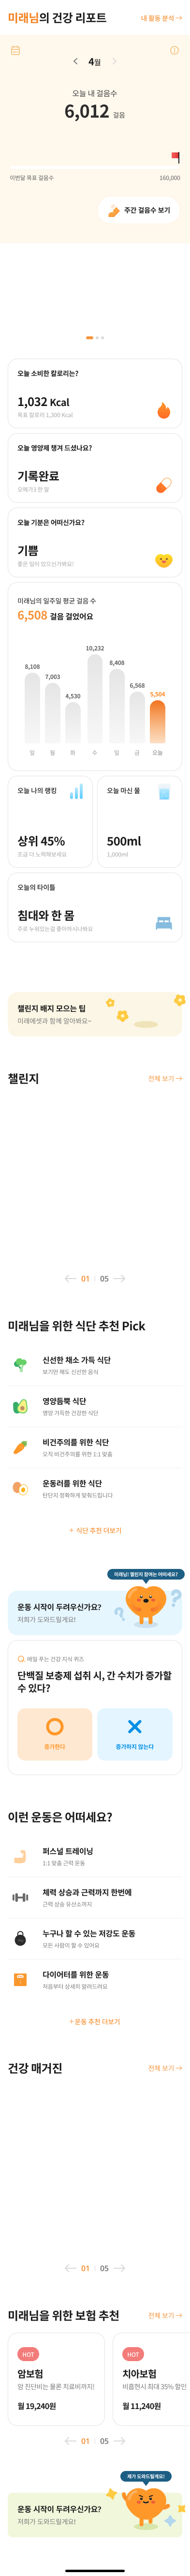 미래님의 건강 리포트
내 활동 분석 →
4월
오늘 내 걸음수
6,012 걸음
이번달 목표 걸음수
160,000
주간 걸음수 보기
오늘 소비한 칼로리는?
1,032 Kcal
목표 칼로리 1,300 Kcal
오늘 영양제 챙겨 드셨나요?
기록완료
오메가3 한 알
오늘 기분은 어떠신가요?
기쁨
좋은 일이 있으신가봐요!
미래님의 일주일 평균 걸음 수
6,508 걸음 걸었어요
10,232
8,108
8,408
7,003
6,568
4,530
5,504
일 월 화 수 목 금 오늘
오늘 나의 랭킹
상위 45%
조금 더 노력해보세요
오늘 마신 물
500ml
1,000ml
오늘의 타이틀
침대와 한 몸
주로 누워있는걸 좋아하시나봐요
챌린지 배지 모으는 팁
미래에셋과 함께 알아봐요~
챌린지
전체 보기 →
01 05
미래님을 위한 식단 추천 Pick
신선한 채소 가득 식단
보기만 해도 신선한 음식
영양듬뿍 식단
영양 가득한 건강한 식단
비건주의를 위한 식단
오직 비건주의를 위한 1:1 맞춤
운동러를 위한 식단
탄단지 정확하게 맞춰드립니다
+ 식단 추천 더보기
미래님! 챌린지 참여는 어떠세요?
운동 시작이 두려우신가요?
저희가 도와드릴게요!
매일 푸는 건강 지식 퀴즈
단백질 보충제 섭취 시, 간 수치가 증가할
수 있다?
증가한다
증가하지 않는다
이런 운동은 어떠세요?
퍼스널 트레이닝
1:1 맞춤 근력 운동
체력 상승과 근력까지 한번에
근력 상승 유산소까지
누구나 할 수 있는 저강도 운동
모든 사람이 할 수 있어요
다이어터를 위한 운동
처음부터 상세히 알려드려요
+ 운동 추천 더보기
건강 매거진
전체 보기 →
01 05
미래님을 위한 보험 추천
전체 보기 →
HOT
암보험
암 진단비는 물론 치료비까지!
월 19,240원
HOT
치아보험
비흡연시 최대 35% 할인
월 11,240원
01 05
제가 도와드릴게요!
운동 시작이 두려우신가요?
저희가 도와드릴게요!